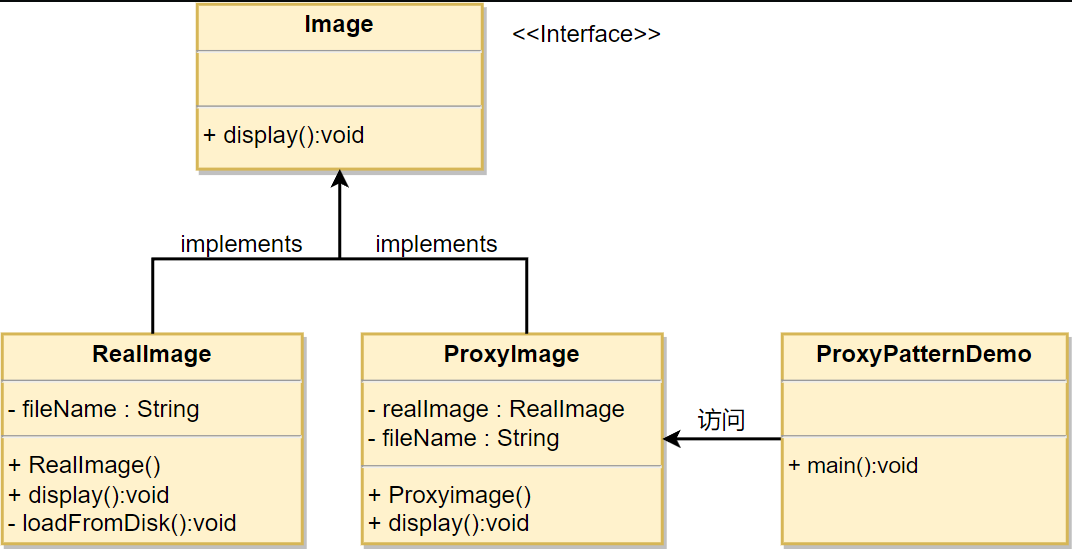 Image
<<Interface>>
+ display():void
implements
implements
RealImage
- fileName : String
+ RealImage()
+ display():void
- loadFromDisk():void
ProxyImage
- realImage : RealImage
- fileName : String
+ Proxyimage()
+ display():void
访问
ProxyPatternDemo
+ main():void